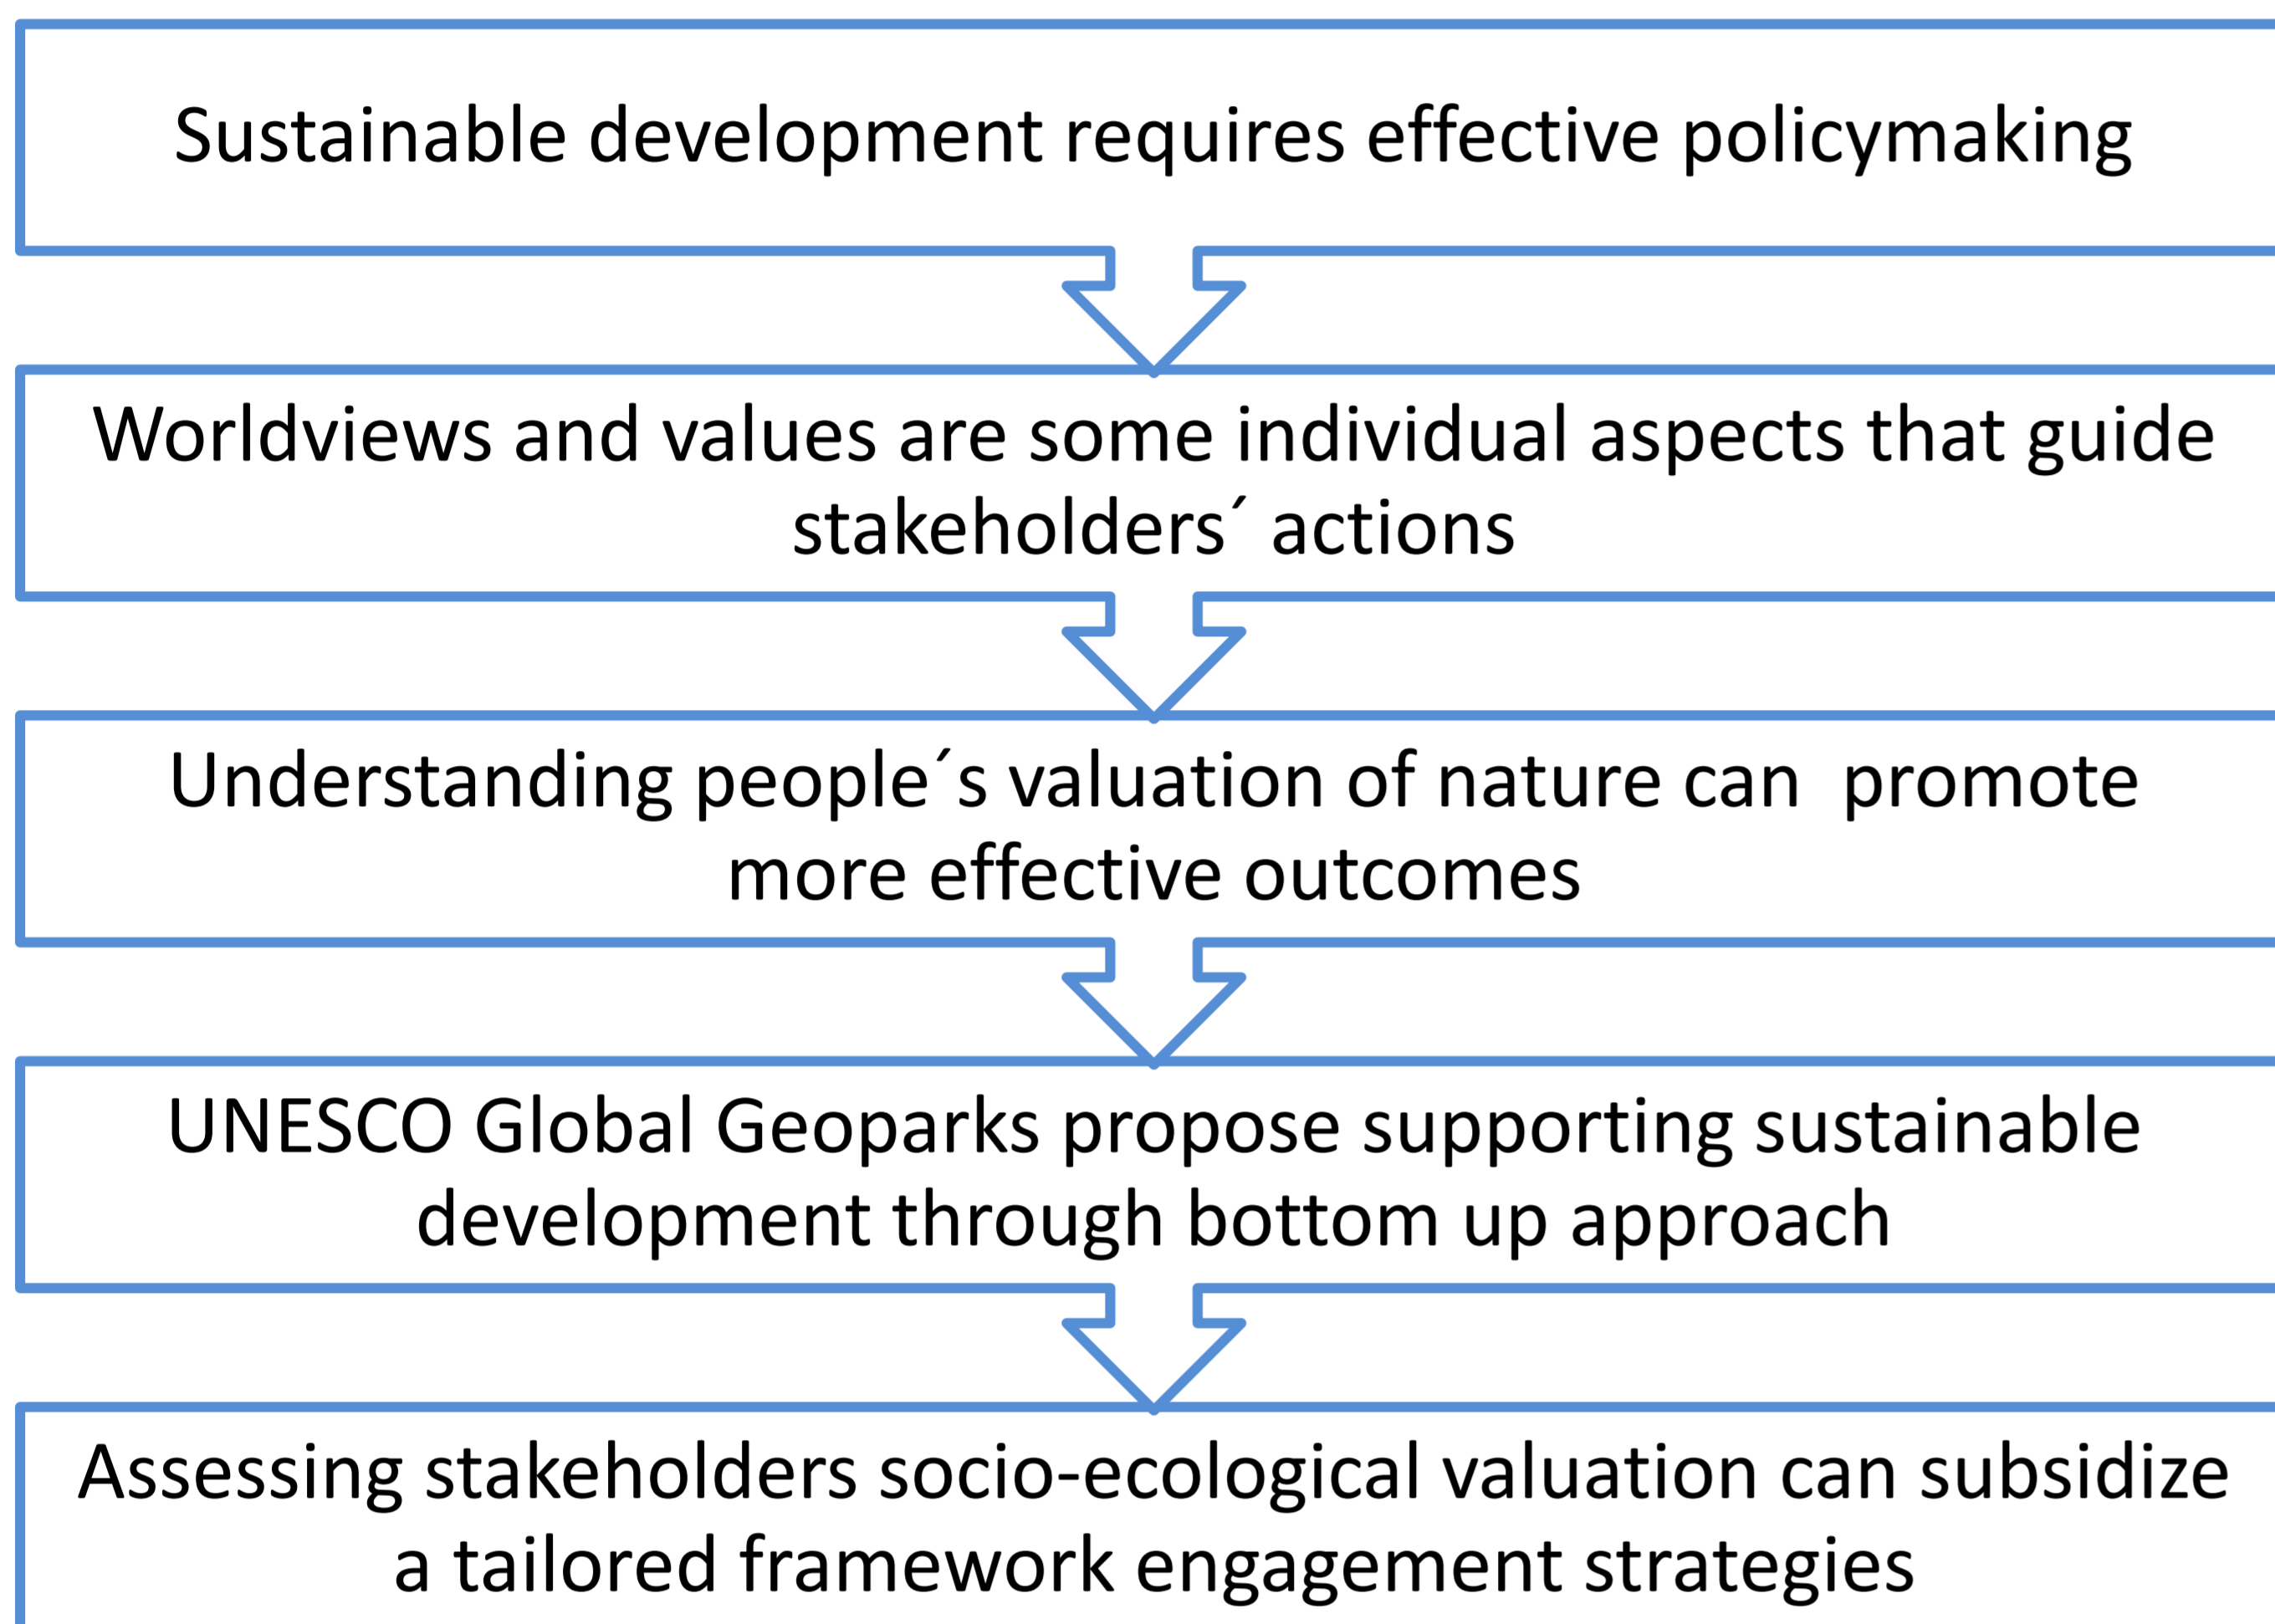 Sustainable development requires effective policymaking
Worldviews and values are some individual aspects that guide
stakeholders´ actions
Understanding people´s valuation of nature can  promote
more effective outcomes
UNESCO Global Geoparks propose supporting sustainable
development through bottom up approach
Assessing stakeholders socio-ecological valuation can subsidize
a tailored framework engagement strategies